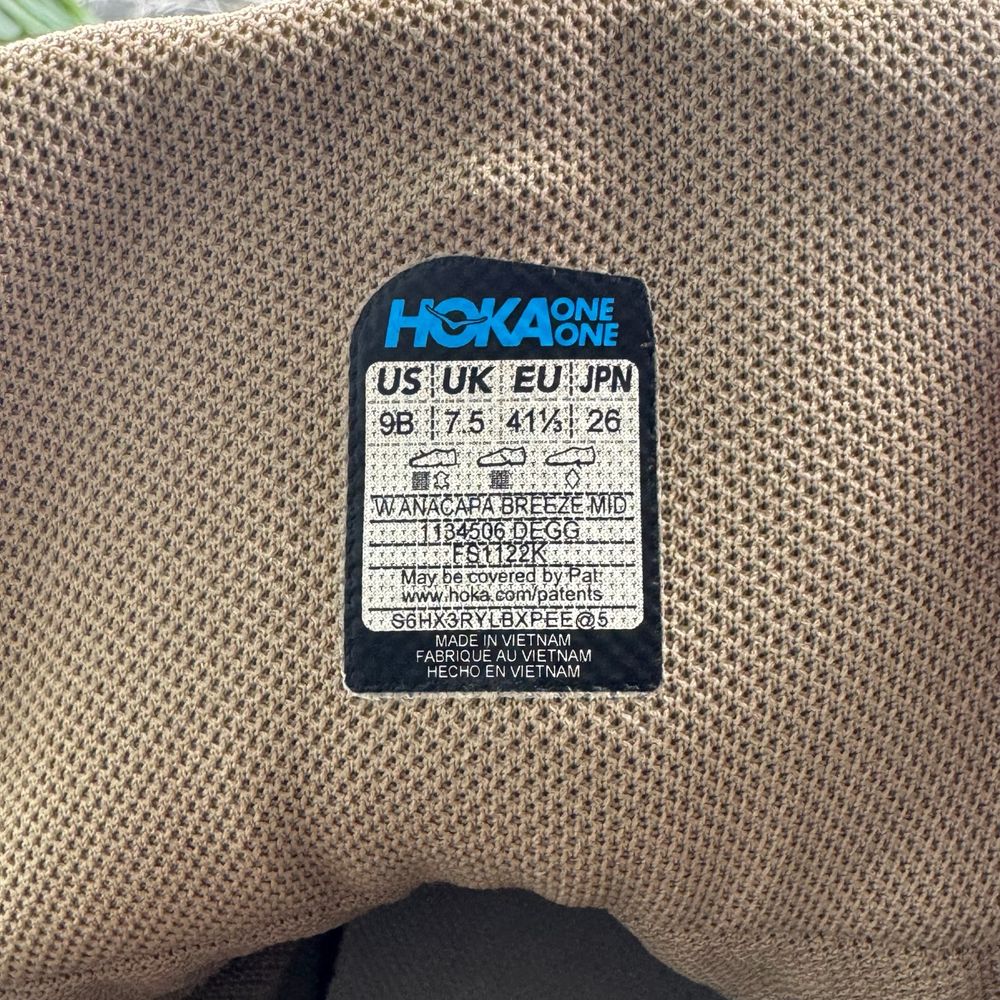 HOKA ONE ONE
US UK EU JPN
9B 7.5 41⅓ 26
W ANACAPA BREEZE MID
1134506 DEGG
FS1122K
May be covered by Pat:
www.hoka.com/patents
S6HX3RYLBXPEE@5
MADE IN VIETNAM
FABRIQUE AU VIETNAM
HECHO EN VIETNAM